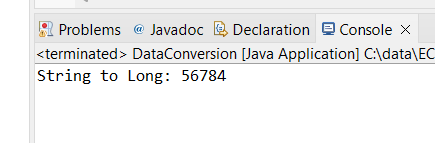 Problems @ Javadoc Declaration Console
<terminated> DataConversion [Java Application] C:\data\EC
String to Long: 56784